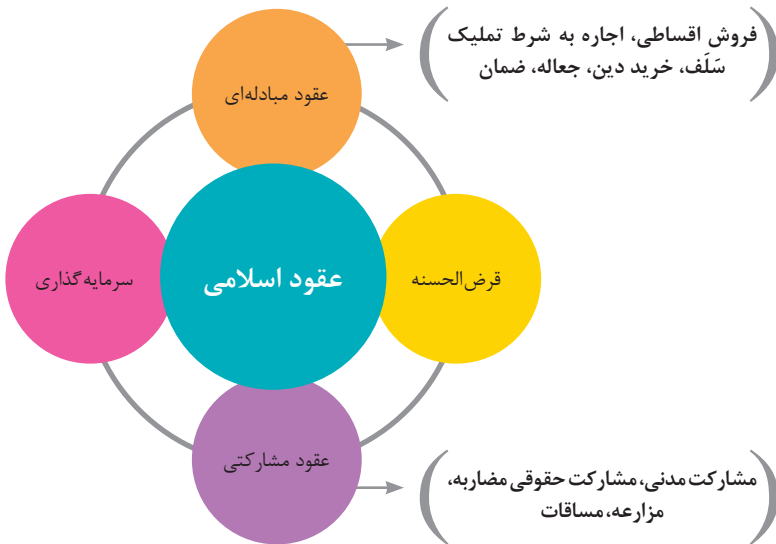 فروش اقساطی، اجاره به شرط تملیک
سَلَف، خرید دین، جعاله، ضمان
عقود مبادله‌ای
قرض‌الحسنه
عقود اسلامی
سرمایه‌گذاری
عقود مشارکتی
مشارکت مدنی، مشارکت حقوقی مضاربه،
مزارعه، مساقات